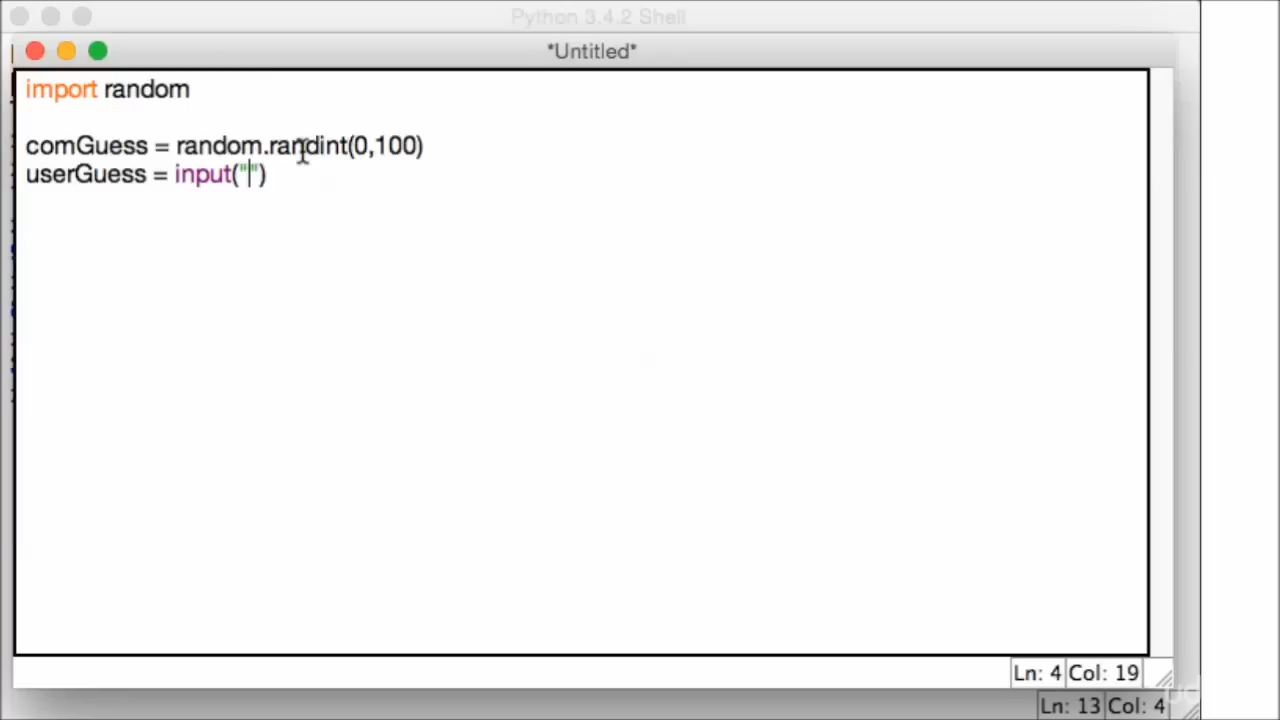 Python 3.4.2 Shell
*Untitled*
import random
comGuess = random.randint(0,100)
userGuess = input("")
Ln: 4 Col: 19
Ln: 13 Col: 4